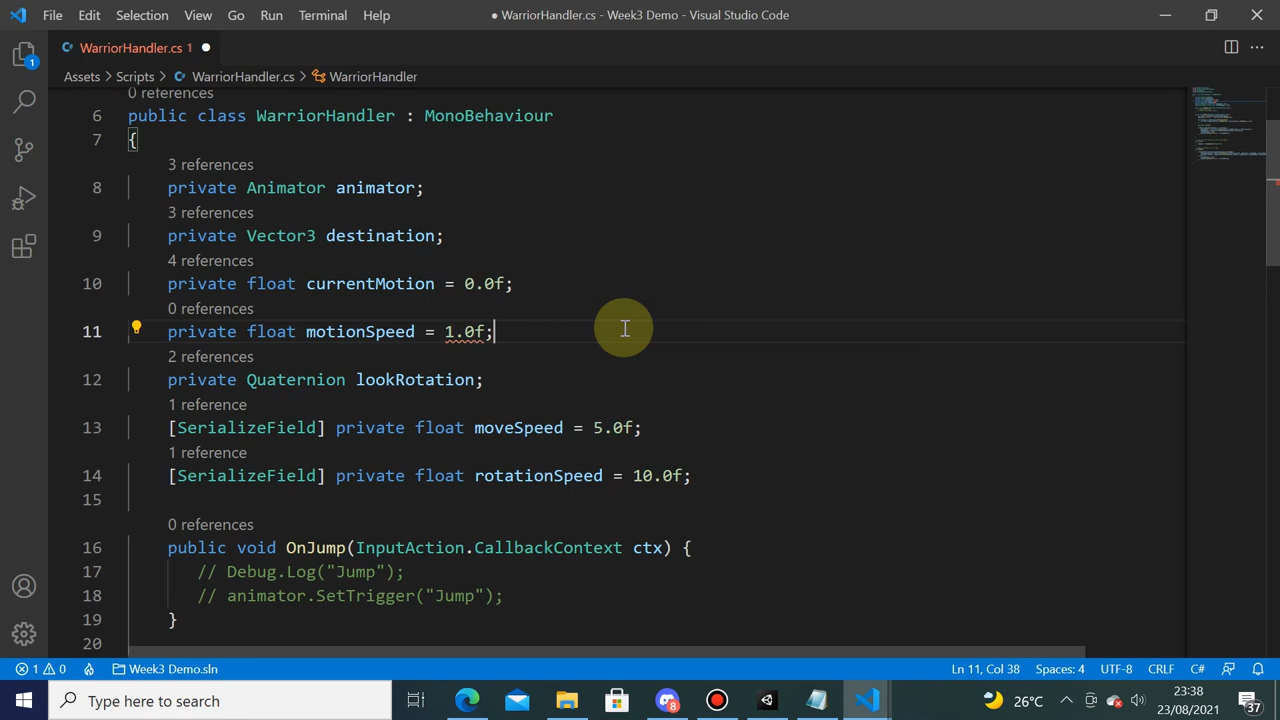 File Edit Selection View Go Run Terminal Help
● WarriorHandler.cs - Week3 Demo - Visual Studio Code
WarriorHandler.cs 1 ●
Assets > Scripts > WarriorHandler.cs > WarriorHandler
0 references
6 public class WarriorHandler : MonoBehaviour
7 {
3 references
8 private Animator animator;
3 references
9 private Vector3 destination;
4 references
10 private float currentMotion = 0.0f;
0 references
11 private float motionSpeed = 1.0f;
2 references
12 private Quaternion lookRotation;
1 reference
13 [SerializeField] private float moveSpeed = 5.0f;
1 reference
14 [SerializeField] private float rotationSpeed = 10.0f;
15
0 references
16 public void OnJump(InputAction.CallbackContext ctx) {
17 // Debug.Log("Jump");
18 // animator.SetTrigger("Jump");
19 }
20
1
1 0 Week3 Demo.sln Ln 11, Col 38 Spaces: 4 UTF-8 CRLF C#
Type here to search
8
26°C
23:38
23/08/2021
37